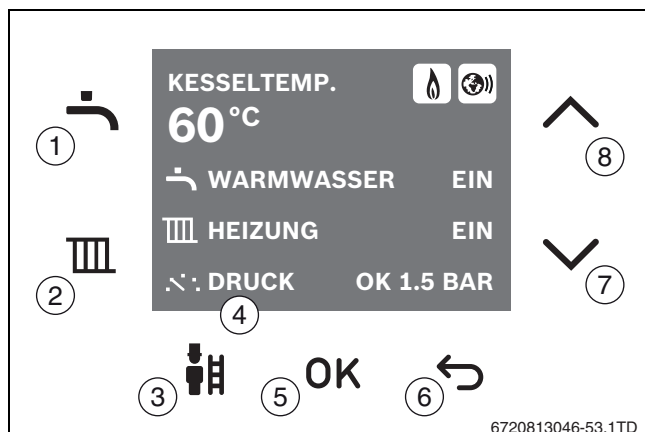 KESSELTEMP.
60°C
1
8
WARMWASSER EIN
HEIZUNG EIN
2
7
DRUCK OK 1.5 BAR
4
3
5
OK
6
6720813046-53.1TD